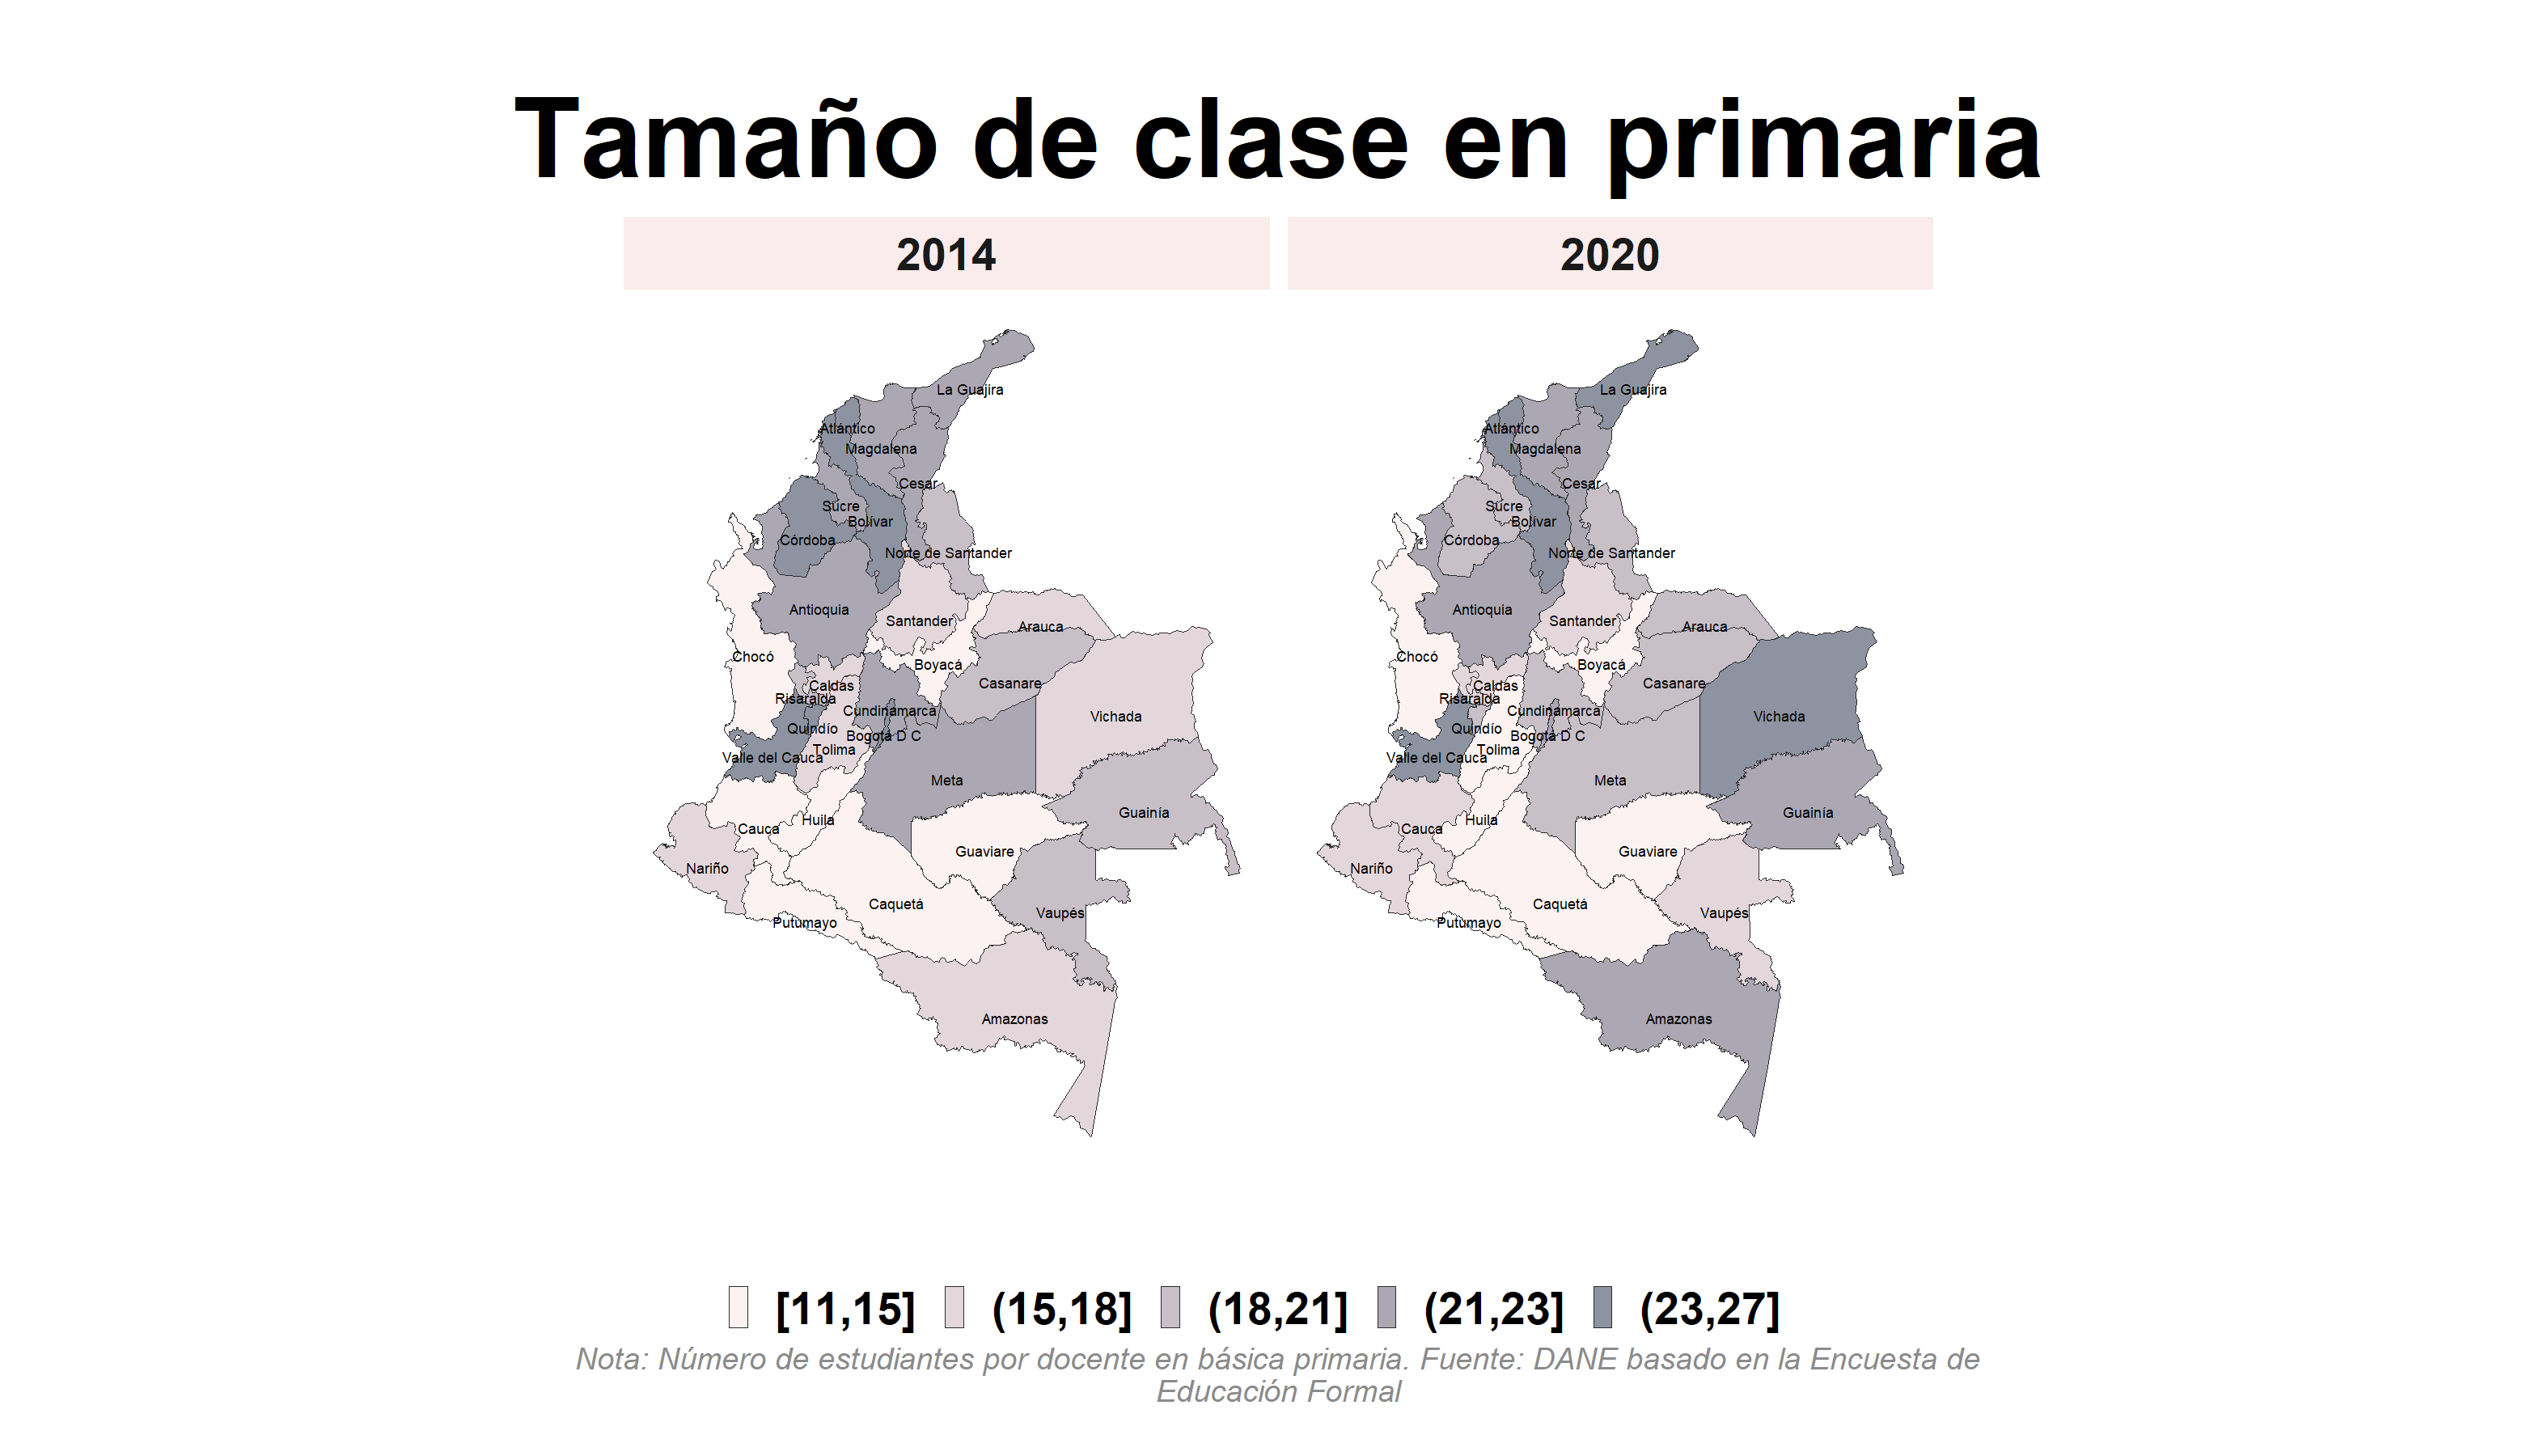 Tamaño de clase en primaria
2014
2020
La Guajira
Atlántico
Magdalena
Cesar
Sucre
Bolívar
Córdoba
Norte de Santander
Antioquia
Santander
Arauca
Chocó
Boyacá
Casanare
Caldas
Risaralda
Cundinamarca
Vichada
Quindío
Bogotá D C
Tolima
Valle del Cauca
Meta
Guainía
Huila
Cauca
Guaviare
Nariño
Caquetá
Vaupés
Putumayo
Amazonas
La Guajira
Atlántico
Magdalena
Cesar
Sucre
Bolívar
Córdoba
Norte de Santander
Antioquia
Santander
Arauca
Chocó
Boyacá
Casanare
Caldas
Risaralda
Cundinamarca
Vichada
Quindío
Bogotá D C
Tolima
Valle del Cauca
Meta
Guainía
Huila
Cauca
Guaviare
Nariño
Caquetá
Vaupés
Putumayo
Amazonas
[11,15] (15,18] (18,21] (21,23] (23,27]
Nota: Número de estudiantes por docente en básica primaria. Fuente: DANE basado en la Encuesta de
Educación Formal